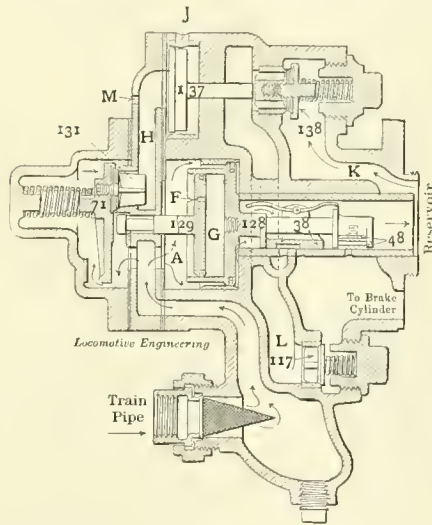 J
137
M
138
131
H
K
71
F
129
G
128
38
48
A
Reservoir
To Brake
Cylinder
L
117
Locomotive Engineering
Train
Pipe